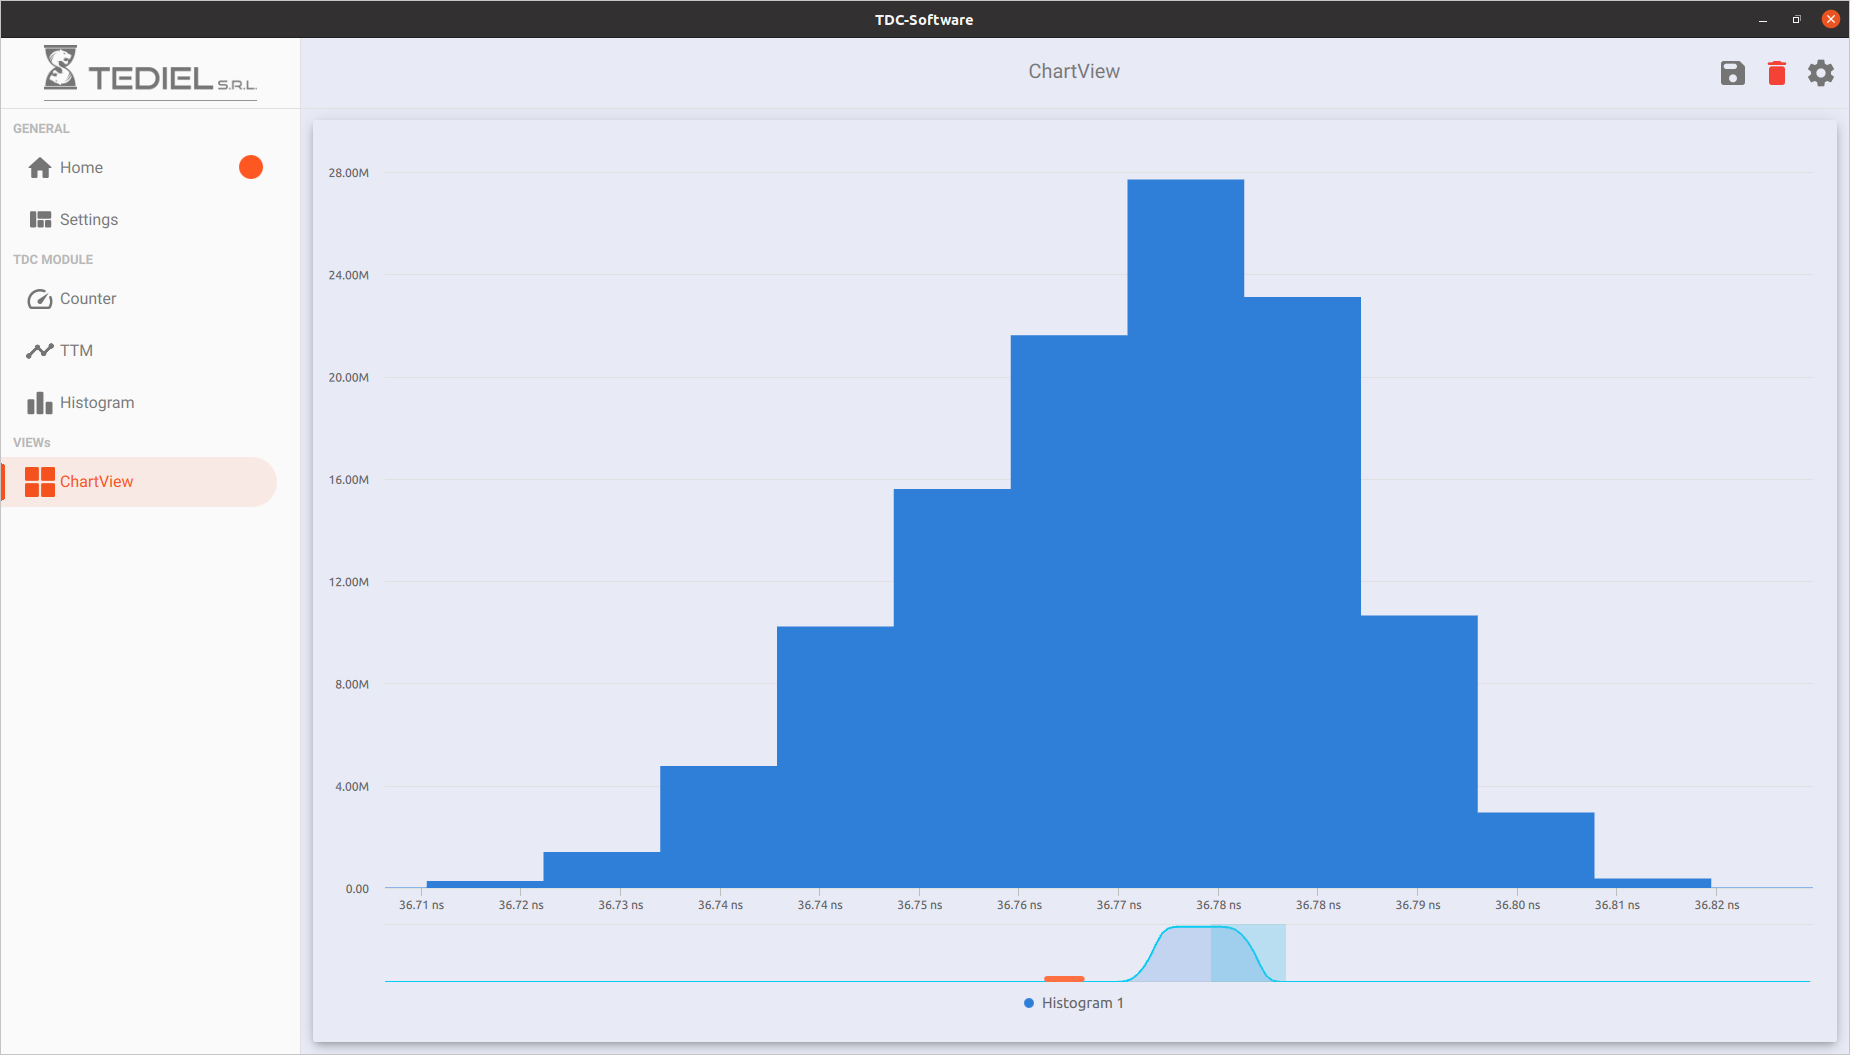 TDC-Software
TEDIEL S.R.L.
ChartView
GENERAL
Home
Settings
TDC MODULE
Counter
TTM
Histogram
VIEWs
ChartView
28.00M
24.00M
20.00M
16.00M
12.00M
8.00M
4.00M
0.00
36.71 ns 36.72 ns 36.73 ns 36.74 ns 36.74 ns 36.75 ns 36.76 ns 36.77 ns 36.78 ns 36.78 ns 36.79 ns 36.80 ns 36.81 ns 36.82 ns
Histogram 1